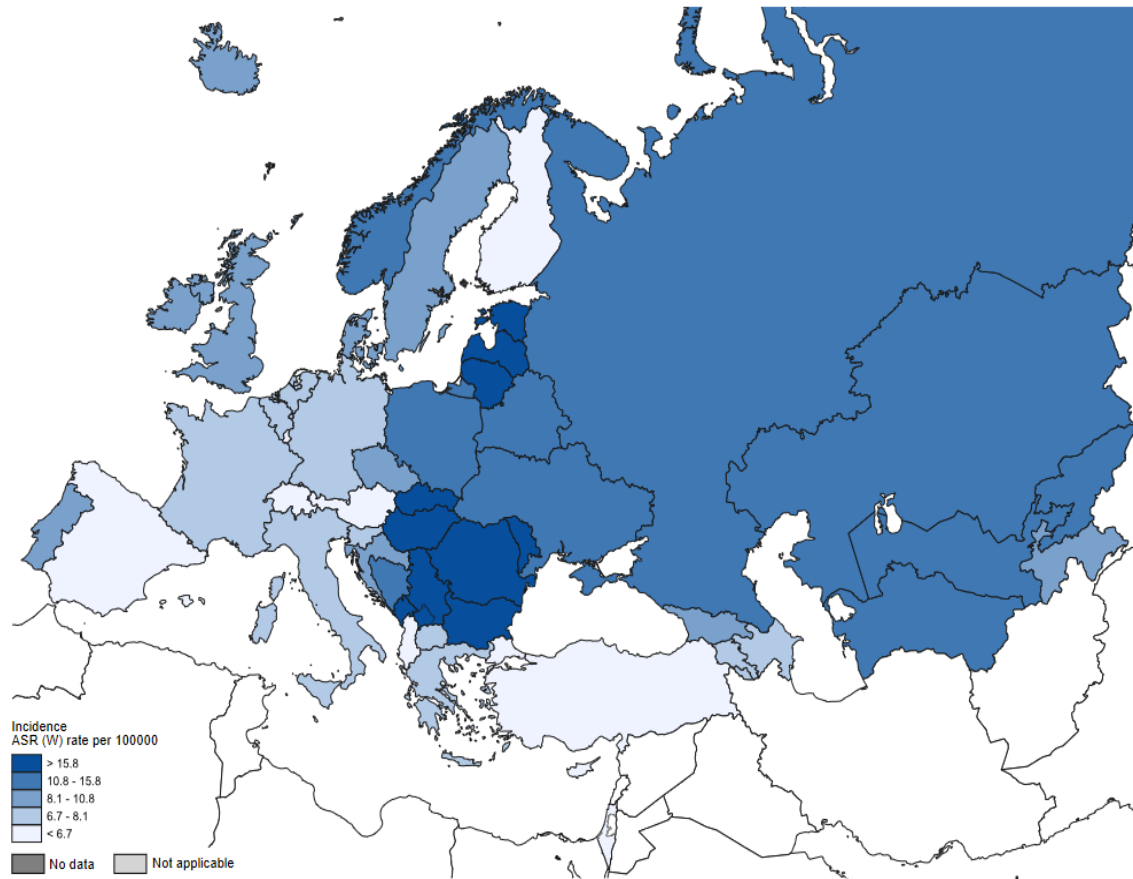 Incidence
ASR (W) rate per 100000
> 15.8
10.8 - 15.8
8.1 - 10.8
6.7 - 8.1
< 6.7
No data
Not applicable